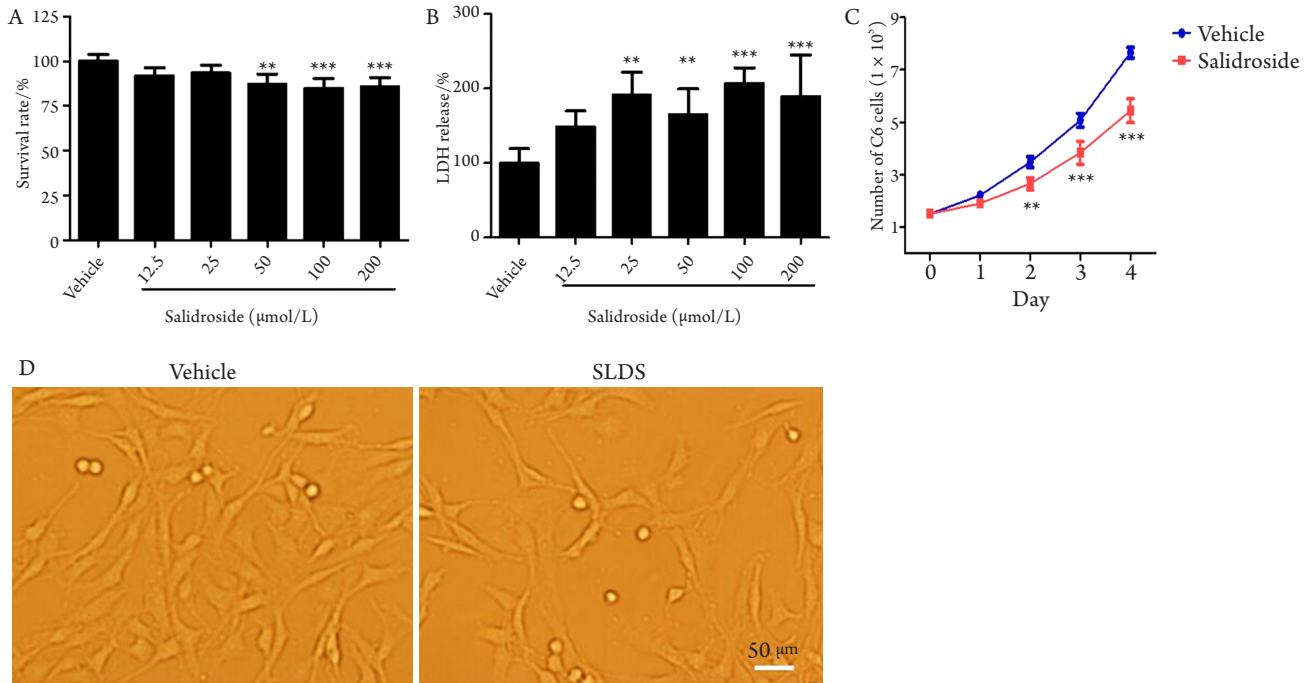 A
125
100
75
50
25
0
Survival rate/%
**
***
***
Vehicle
12.5
25
50
100
200
Salidroside (μmol/L)
B
300
200
100
0
LDH release/%
**
**
***
***
Vehicle
12.5
25
50
100
200
Salidroside (μmol/L)
C
9
7
5
3
1
Number of C6 cells (1 × 10⁵)
Vehicle
Salidroside
**
***
***
0
1
2
3
4
Day
D
Vehicle
SLDS
50 μm